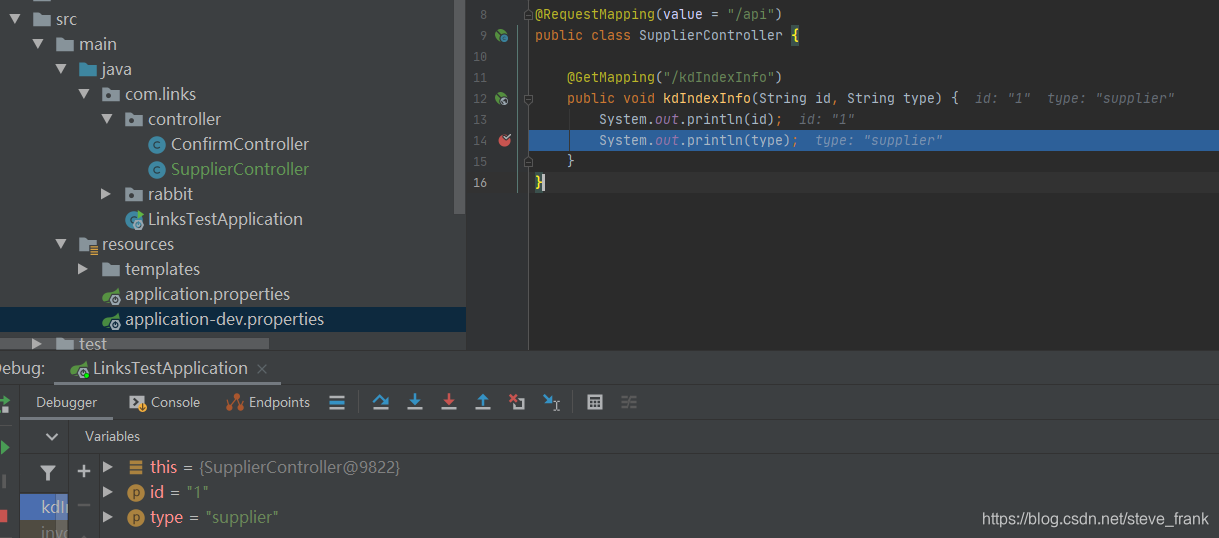 src
main
java
com.links
controller
ConfirmController
SupplierController
rabbit
LinksTestApplication
resources
templates
application.properties
application-dev.properties
test
8 @RequestMapping(value = "/api")
9 public class SupplierController {
10
11 @GetMapping("/kdIndexInfo")
12 public void kdIndexInfo(String id, String type) { id: "1" type: "supplier"
13 System.out.println(id); id: "1"
14 System.out.println(type); type: "supplier"
15 }
16 }
ebug: LinksTestApplication
Debugger Console Endpoints
Variables
this = {SupplierController@9822}
id = "1"
type = "supplier"
kdI
invo
https://blog.csdn.net/steve_frank